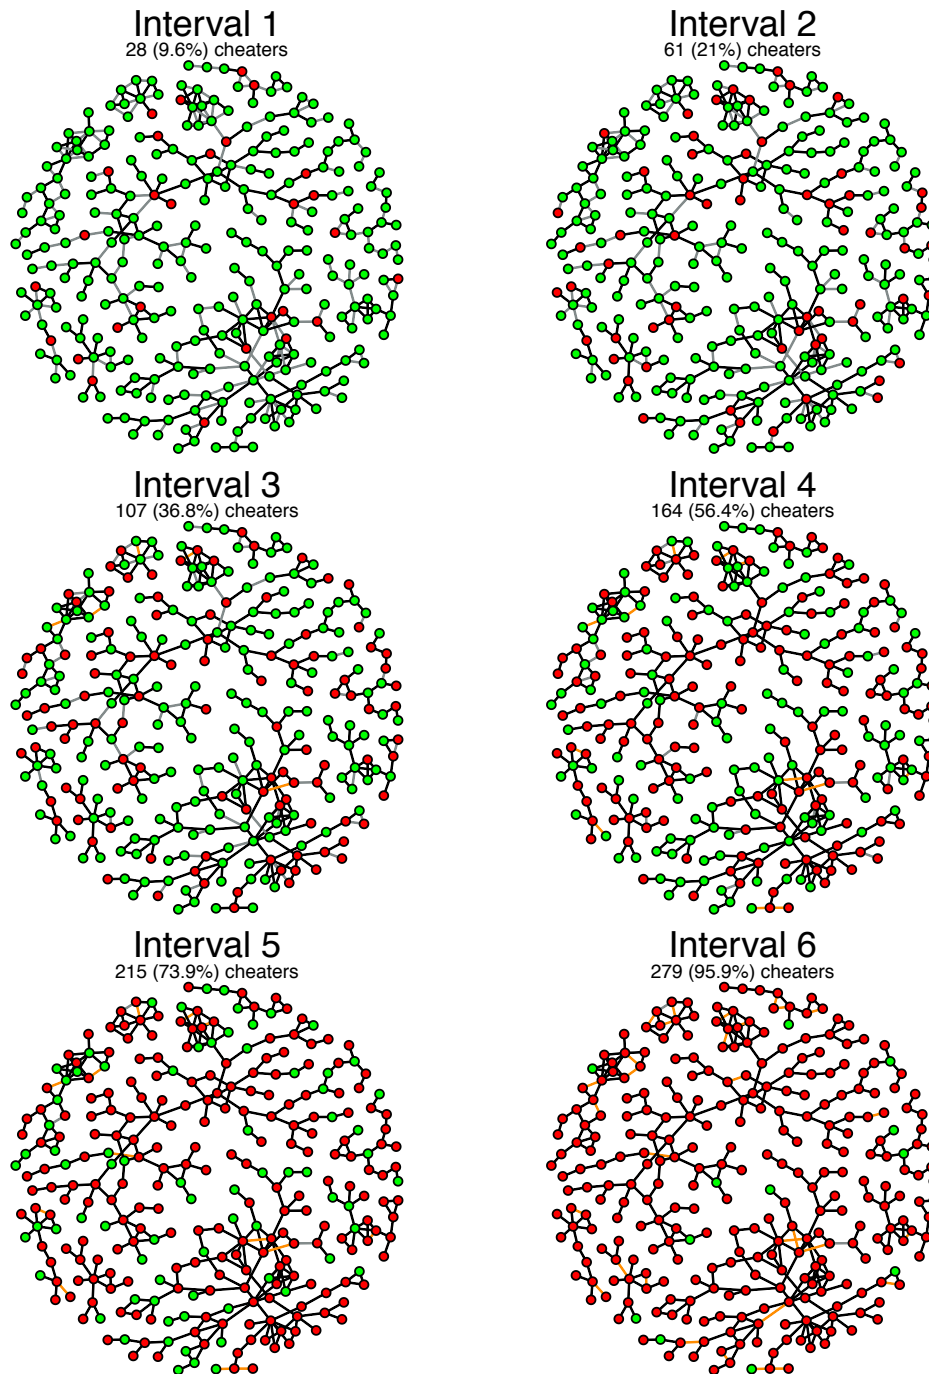 Interval 1
28 (9.6%) cheaters
Interval 2
61 (21%) cheaters
Interval 3
107 (36.8%) cheaters
Interval 4
164 (56.4%) cheaters
Interval 5
215 (73.9%) cheaters
Interval 6
279 (95.9%) cheaters